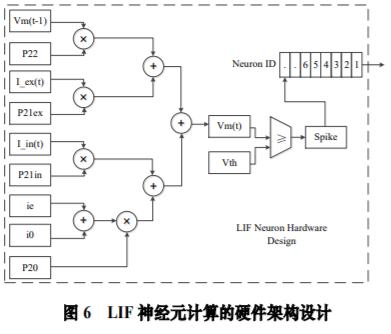 Vm(t-1)
P22
I_ex(t)
P21ex
I_in(t)
P21in
ie
i0
P20
×
×
×
+
+
×
+
+
Vm(t)
Vth
≥
Spike
Neuron ID
. . 6 5 4 3 2 1
LIF Neuron Hardware
Design
图 6 LIF 神经元计算的硬件架构设计